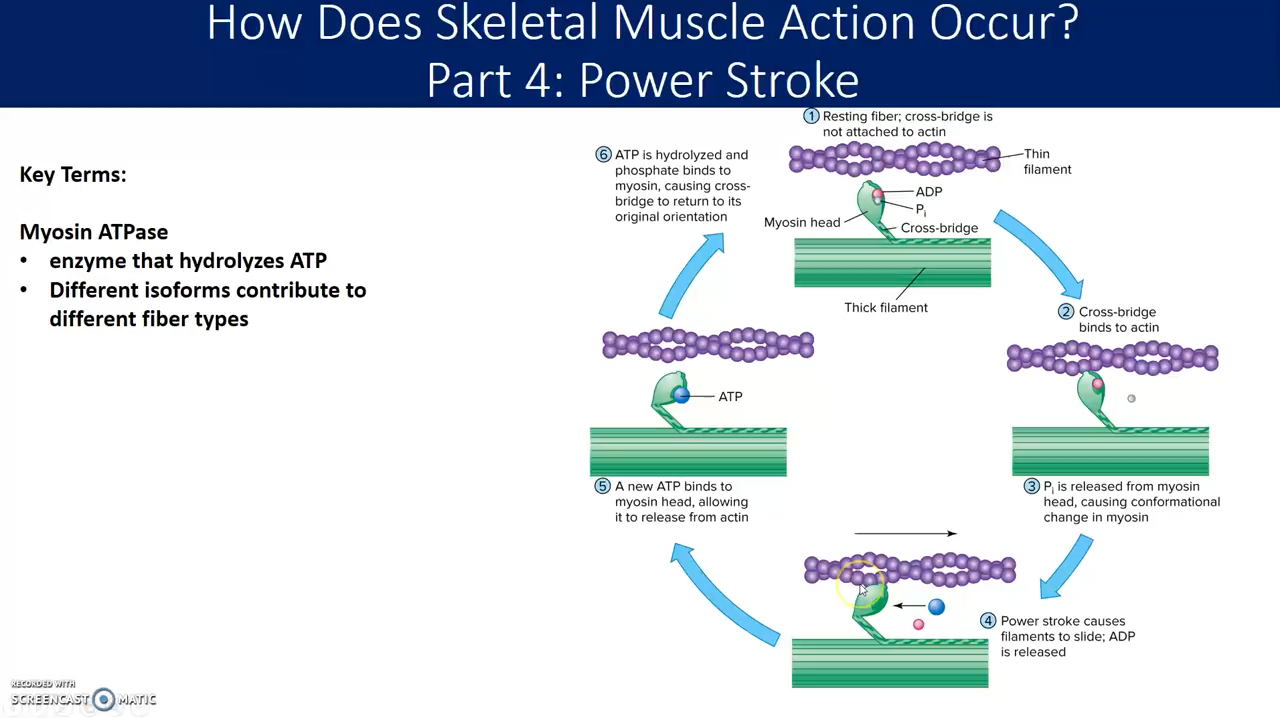 How Does Skeletal Muscle Action Occur?
Part 4: Power Stroke
Key Terms:
Myosin ATPase
• enzyme that hydrolyzes ATP
• Different isoforms contribute to
different fiber types
1 Resting fiber; cross-bridge is
not attached to actin
Thin
filament
ADP
Pi
Myosin head
Cross-bridge
Thick filament
2 Cross-bridge
binds to actin
3 Pi is released from myosin
head, causing conformational
change in myosin
4 Power stroke causes
filaments to slide; ADP
is released
5 A new ATP binds to
myosin head, allowing
it to release from actin
ATP
6 ATP is hydrolyzed and
phosphate binds to
myosin, causing cross-
bridge to return to its
original orientation
RECORDED WITH
SCREENCAST MATIC